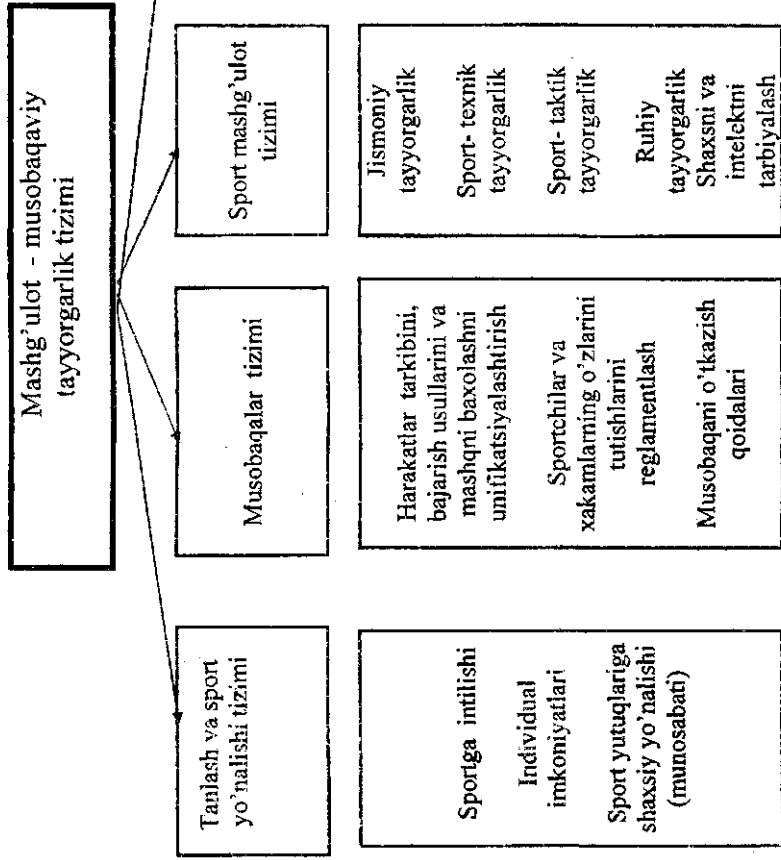 Mashg'ulot - musobaqaviy
tayyorgarlik tizimi
Tanlash va sport
yo'nalishi tizimi
Musobaqalar tizimi
Sport mashg'ulot
tizimi
Sportga intilishi
Individual
imkoniyatlari
Sport yutuqlariga
shaxsiy yo'nalishi
(munosabati)
Harakatlar tarkibini,
bajarish usullarini va
mashqni baxolashni
unifikatsiyalashtirish
Sportchilar va
xakamlarning o'zlarini
tutishlarini
reglamentlash
Musobaqani o'tkazish
qoidalari
Jismoniy
tayyorgarlik
Sport- texnik
tayyorgarlik
Sport- taktik
tayyorgarlik
Ruhiy
tayyorgarlik
Shaxsni va
intelektni
tarbiyalash